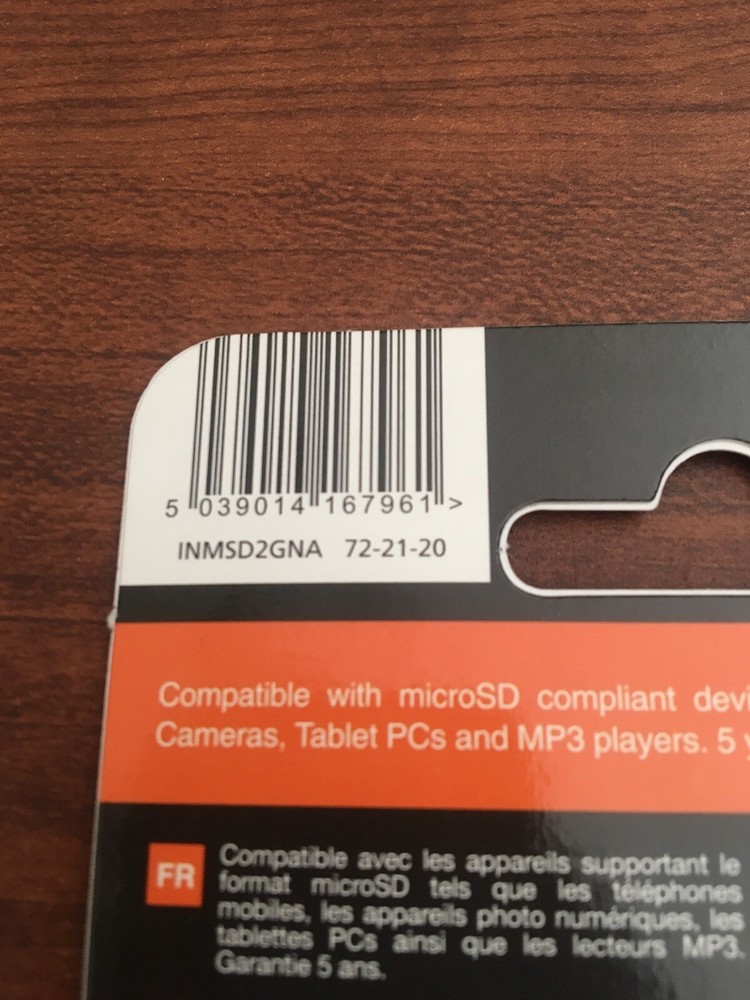 5 039014 167961 >
INMSD2GNA 72-21-20
Compatible with microSD compliant devi
Cameras, Tablet PCs and MP3 players. 5 y
FR
Compatible avec les appareils supportant le
format microSD tels que les téléphones
mobiles, les appareils photo numériques, les
tablettes PCs ainsi que les lecteurs MP3.
Garantie 5 ans.